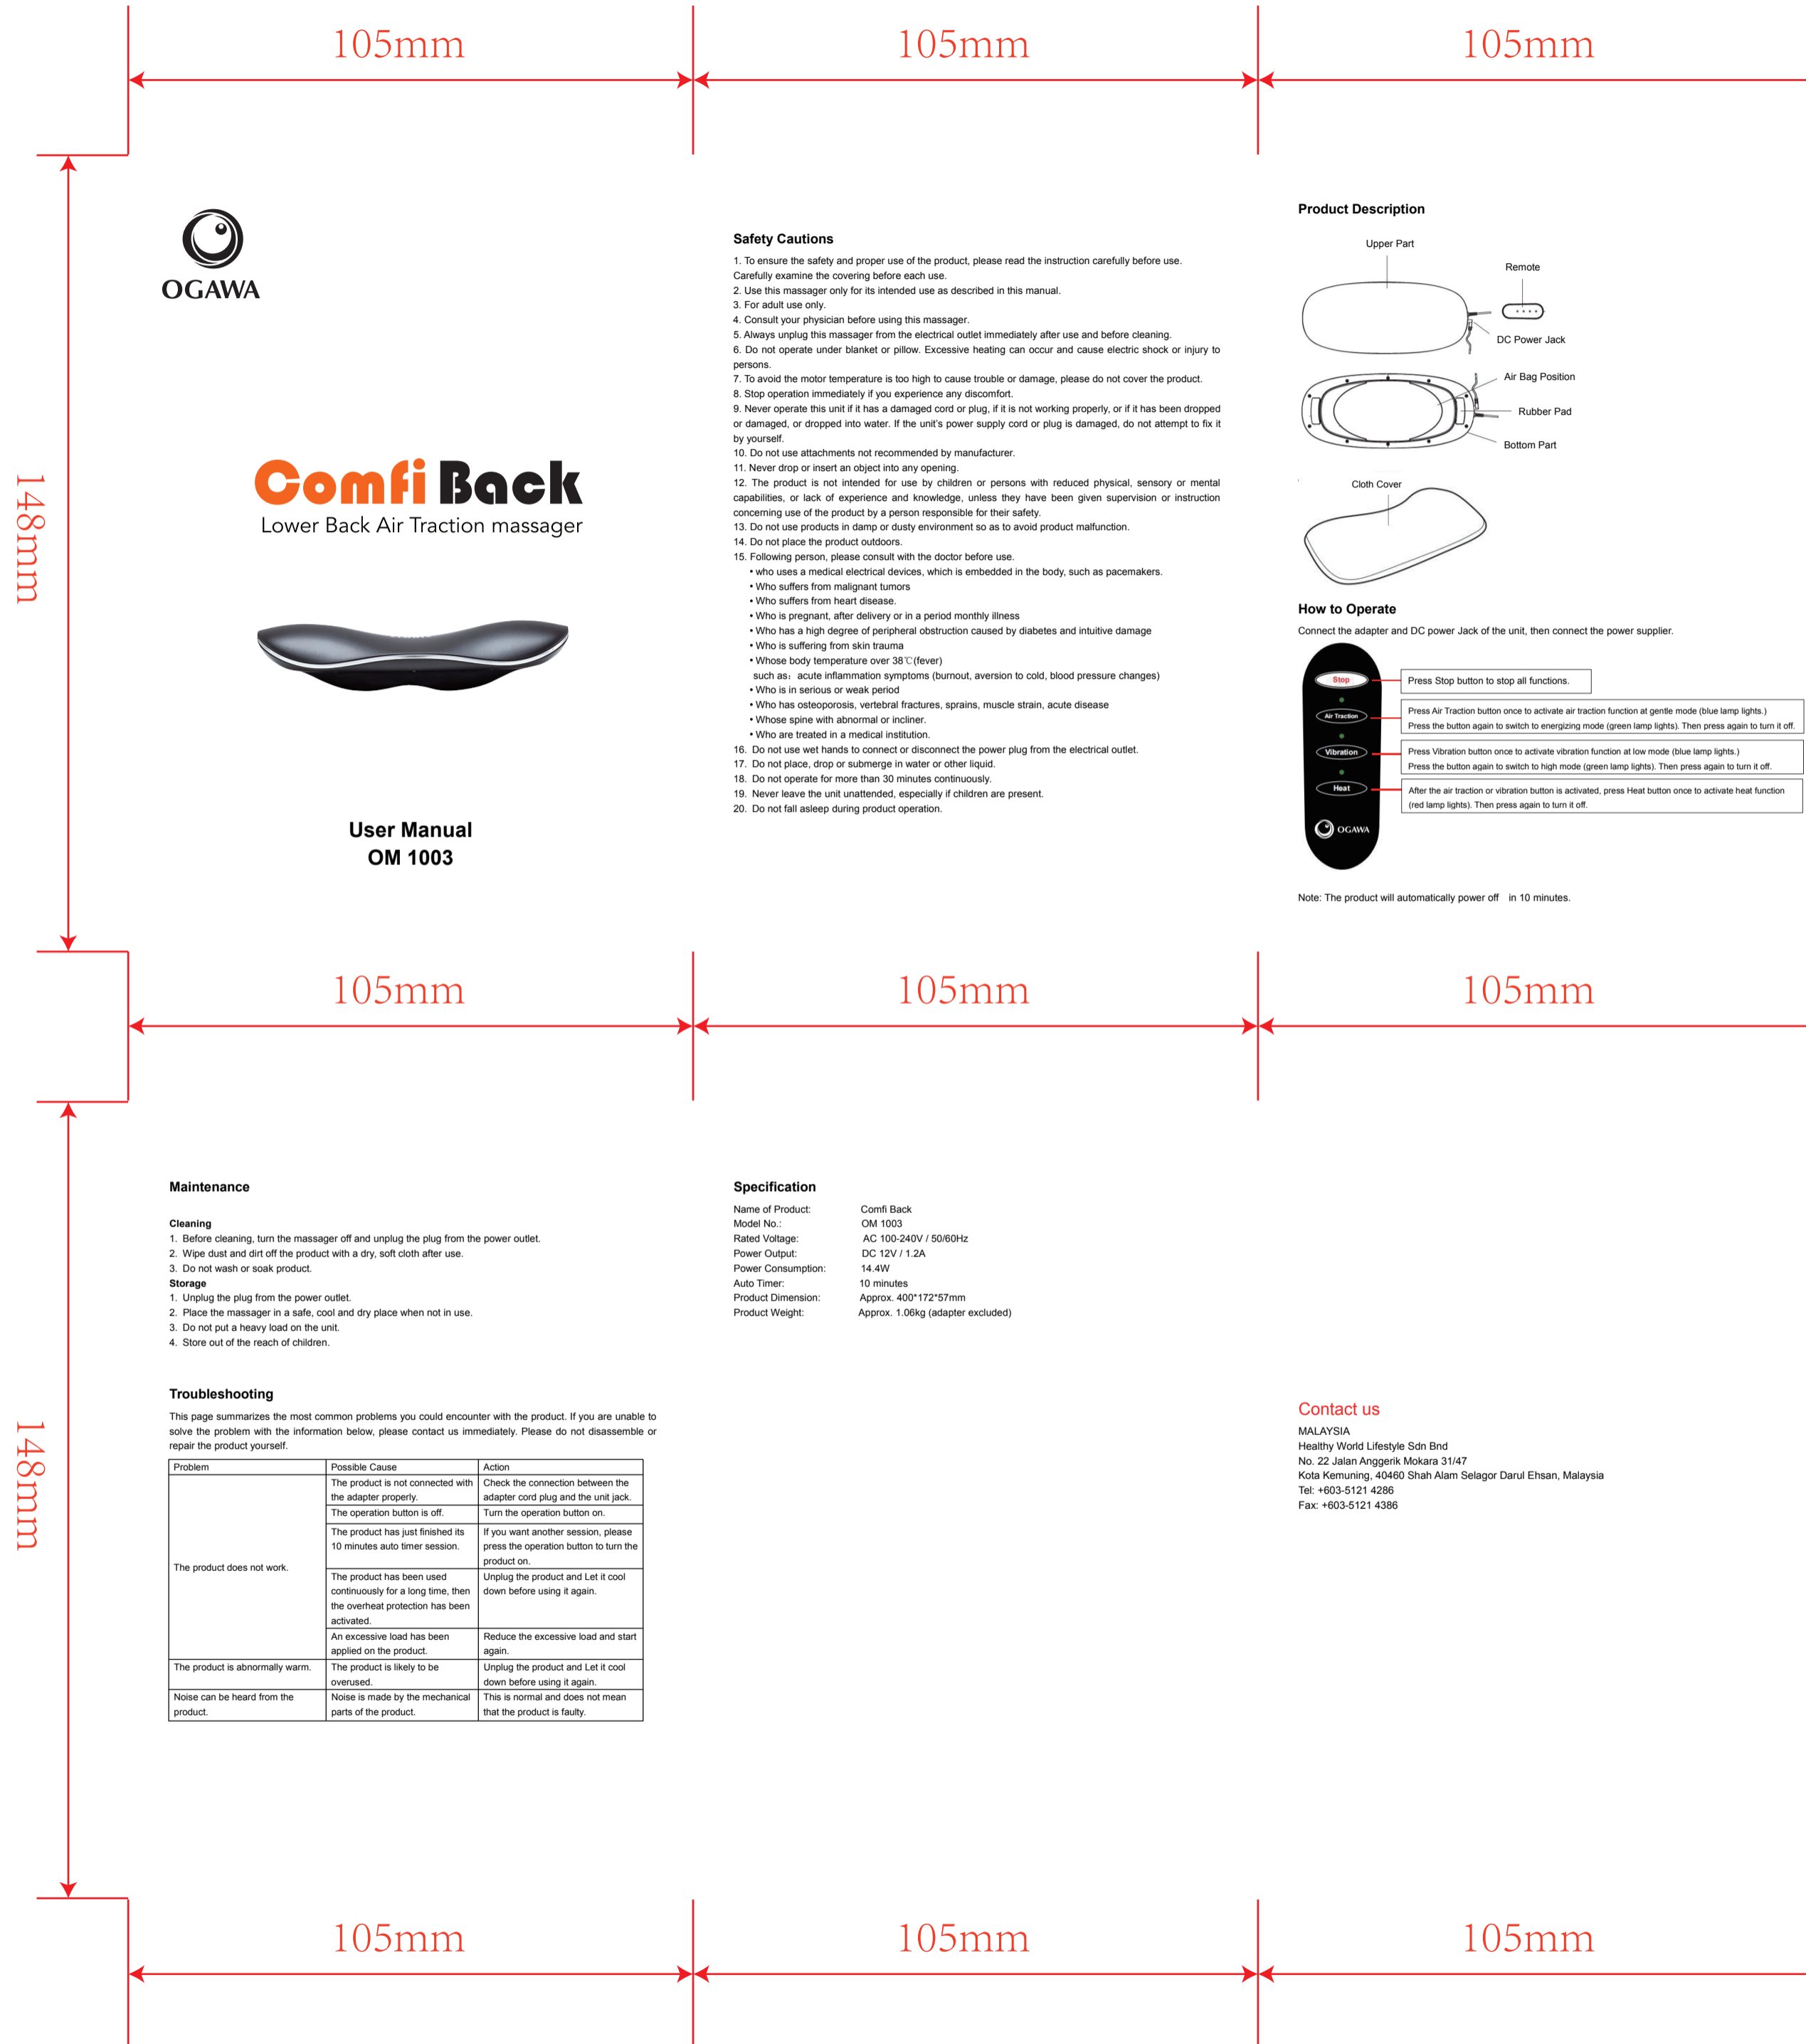 105mm
105mm
105mm
148mm
OGAWA
Comfi Back
Lower Back Air Traction massager
User Manual
OM 1003
Safety Cautions
1. To ensure the safety and proper use of the product, please read the instruction carefully before use.
Carefully examine the covering before each use.
2. Use this massager only for its intended use as described in this manual.
3. For adult use only.
4. Consult your physician before using this massager.
5. Always unplug this massager from the electrical outlet immediately after use and before cleaning.
6. Do not operate under blanket or pillow. Excessive heating can occur and cause electric shock or injury to
persons.
7. To avoid the motor temperature is too high to cause trouble or damage, please do not cover the product.
8. Stop operation immediately if you experience any discomfort.
9. Never operate this unit if it has a damaged cord or plug, if it is not working properly, or if it has been dropped
or damaged, or dropped into water. If the unit's power supply cord or plug is damaged, do not attempt to fix it
by yourself.
10. Do not use attachments not recommended by manufacturer.
11. Never drop or insert an object into any opening.
12. The product is not intended for use by children or persons with reduced physical, sensory or mental
capabilities, or lack of experience and knowledge, unless they have been given supervision or instruction
concerning use of the product by a person responsible for their safety.
13. Do not use products in damp or dusty environment so as to avoid product malfunction.
14. Do not place the product outdoors.
15. Following person, please consult with the doctor before use.
• who uses a medical electrical devices, which is embedded in the body, such as pacemakers.
• Who suffers from malignant tumors
• Who suffers from heart disease.
• Who is pregnant, after delivery or in a period monthly illness
• Who has a high degree of peripheral obstruction caused by diabetes and intuitive damage
• Who is suffering from skin trauma
• Whose body temperature over 38℃(fever)
such as：acute inflammation symptoms (burnout, aversion to cold, blood pressure changes)
• Who is in serious or weak period
• Who has osteoporosis, vertebral fractures, sprains, muscle strain, acute disease
• Whose spine with abnormal or incliner.
• Who are treated in a medical institution.
16. Do not use wet hands to connect or disconnect the power plug from the electrical outlet.
17. Do not place, drop or submerge in water or other liquid.
18. Do not operate for more than 30 minutes continuously.
19. Never leave the unit unattended, especially if children are present.
20. Do not fall asleep during product operation.
Product Description
Upper Part
Remote
DC Power Jack
Air Bag Position
Rubber Pad
Bottom Part
Cloth Cover
How to Operate
Connect the adapter and DC power Jack of the unit, then connect the power supplier.
Stop
Press Stop button to stop all functions.
Air Traction
Press Air Traction button once to activate air traction function at gentle mode (blue lamp lights.)
Press the button again to switch to energizing mode (green lamp lights). Then press again to turn it off.
Vibration
Press Vibration button once to activate vibration function at low mode (blue lamp lights.)
Press the button again to switch to high mode (green lamp lights). Then press again to turn it off.
Heat
After the air traction or vibration button is activated, press Heat button once to activate heat function
(red lamp lights). Then press again to turn it off.
OGAWA
Note: The product will automatically power off in 10 minutes.
105mm
105mm
105mm
148mm
Maintenance
Cleaning
1. Before cleaning, turn the massager off and unplug the plug from the power outlet.
2. Wipe dust and dirt off the product with a dry, soft cloth after use.
3. Do not wash or soak product.
Storage
1. Unplug the plug from the power outlet.
2. Place the massager in a safe, cool and dry place when not in use.
3. Do not put a heavy load on the unit.
4. Store out of the reach of children.
Troubleshooting
This page summarizes the most common problems you could encounter with the product. If you are unable to
solve the problem with the information below, please contact us immediately. Please do not disassemble or
repair the product yourself.
Problem Possible Cause Action
The product does not work.
The product is not connected with
the adapter properly.
Check the connection between the
adapter cord plug and the unit jack.
The operation button is off.
Turn the operation button on.
The product has just finished its
10 minutes auto timer session.
If you want another session, please
press the operation button to turn the
product on.
The product has been used
continuously for a long time, then
the overheat protection has been
activated.
Unplug the product and Let it cool
down before using it again.
An excessive load has been
applied on the product.
Reduce the excessive load and start
again.
The product is abnormally warm.
The product is likely to be
overused.
Unplug the product and Let it cool
down before using it again.
Noise can be heard from the
product.
Noise is made by the mechanical
parts of the product.
This is normal and does not mean
that the product is faulty.
Specification
Name of Product: Comfi Back
Model No.: OM 1003
Rated Voltage: AC 100-240V / 50/60Hz
Power Output: DC 12V / 1.2A
Power Consumption: 14.4W
Auto Timer: 10 minutes
Product Dimension: Approx. 400*172*57mm
Product Weight: Approx. 1.06kg (adapter excluded)
Contact us
MALAYSIA
Healthy World Lifestyle Sdn Bnd
No. 22 Jalan Anggerik Mokara 31/47
Kota Kemuning, 40460 Shah Alam Selagor Darul Ehsan, Malaysia
Tel: +603-5121 4286
Fax: +603-5121 4386
105mm
105mm
105mm